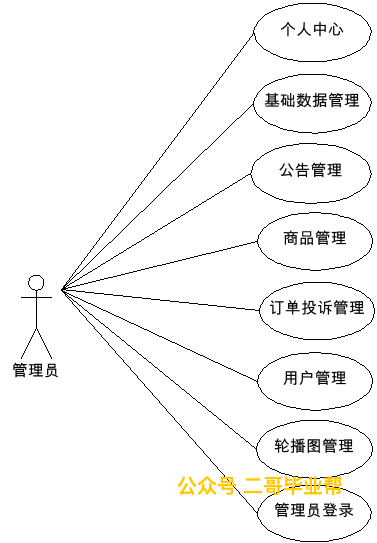 个人中心
基础数据管理
公告管理
商品管理
订单投诉管理
管理员
用户管理
轮播图管理
公众号 二哥毕业帮
管理员登录